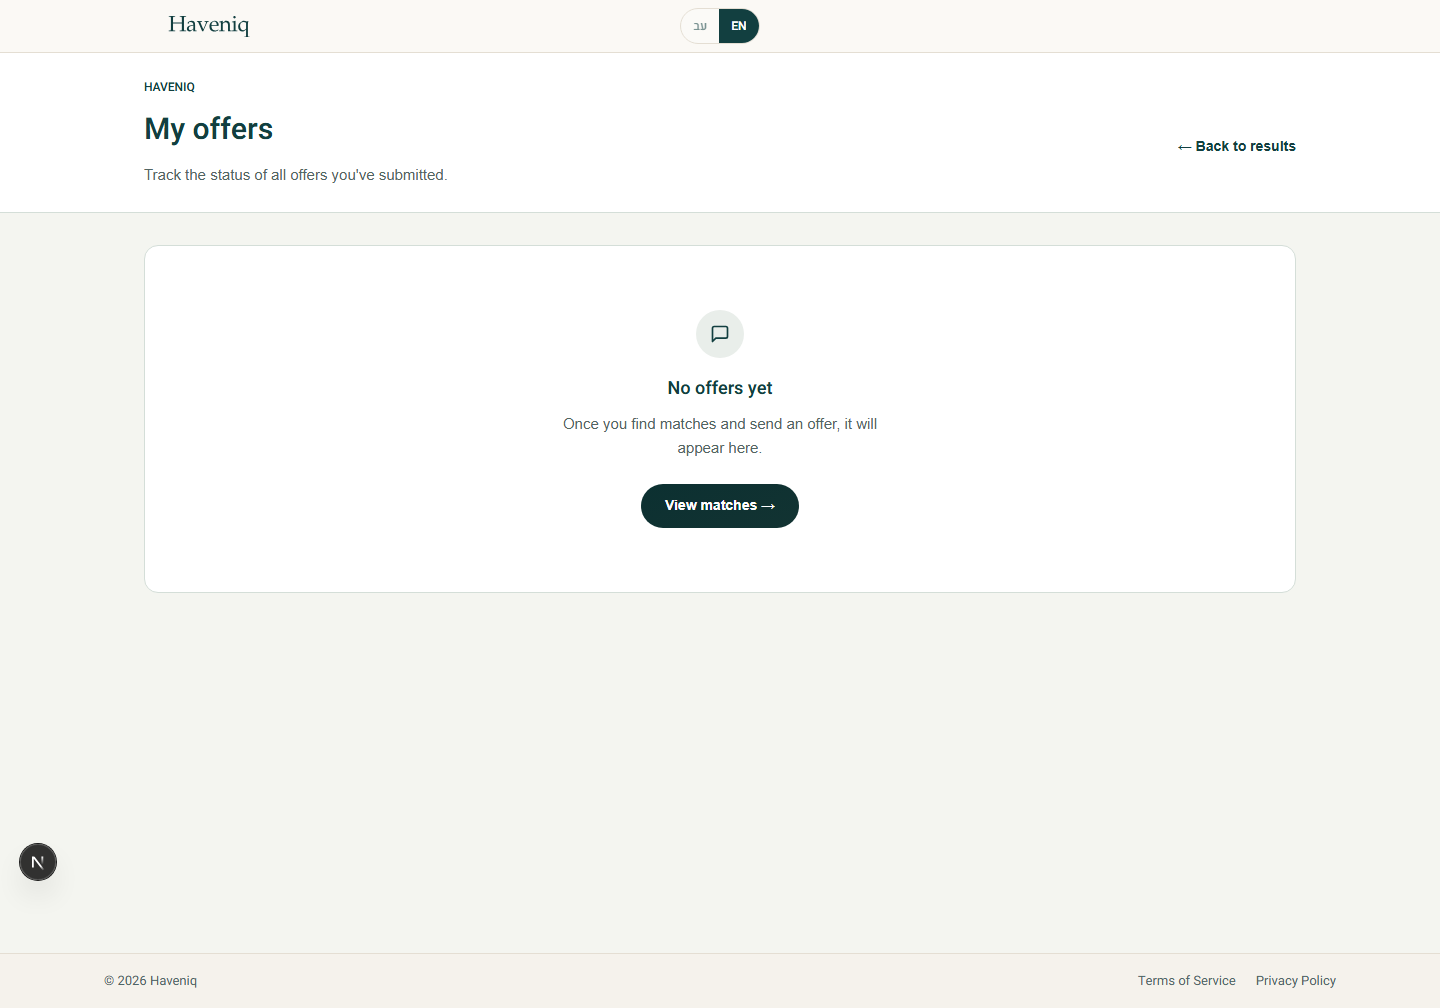 Haveniq
עב
EN
HAVENIQ
My offers
← Back to results
Track the status of all offers you've submitted.
No offers yet
Once you find matches and send an offer, it will
appear here.
View matches →
N
© 2026 Haveniq
Terms of Service
Privacy Policy